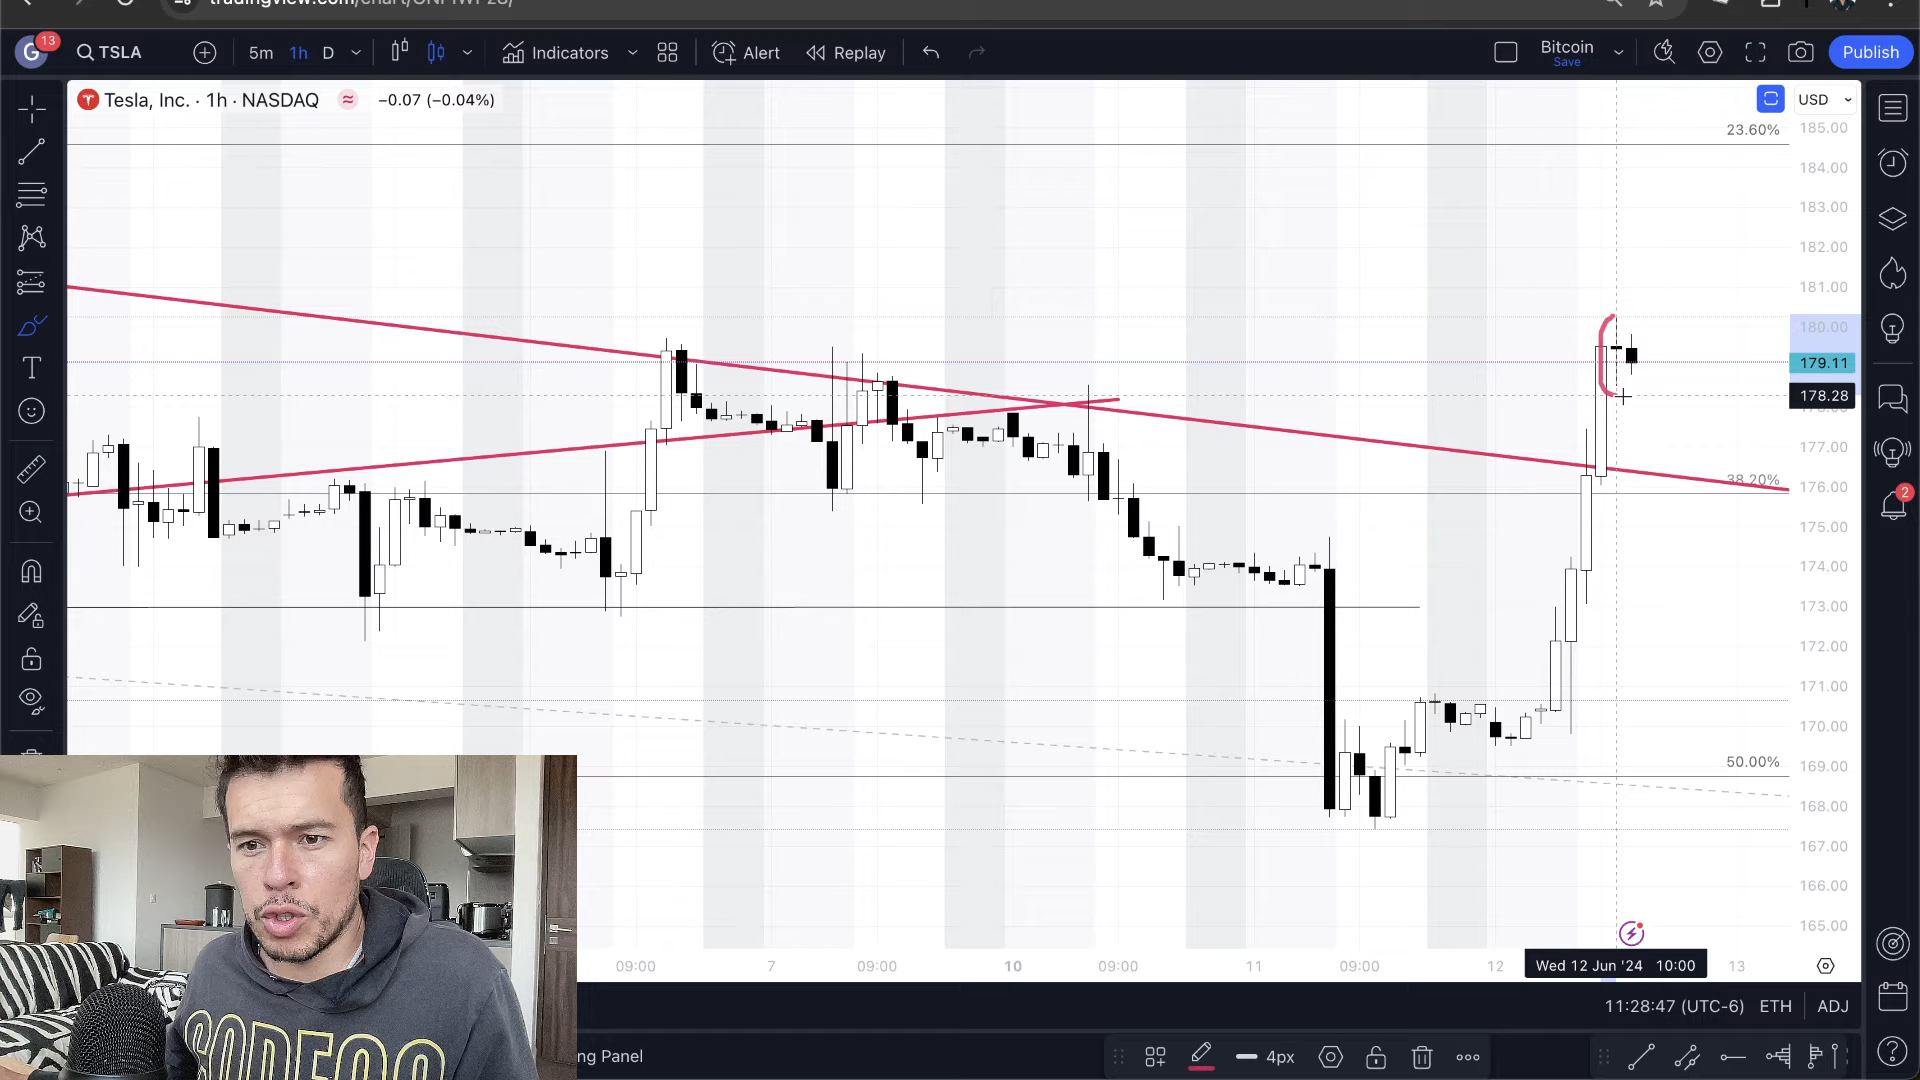 tradingview.com/chart/
G
13
TSLA
5m
1h
D
Indicators
Alert
Replay
Bitcoin
Save
Publish
Tesla, Inc. · 1h · NASDAQ
−0.07 (−0.04%)
USD
23.60%
185.00
184.00
183.00
182.00
181.00
180.00
179.11
178.28
177.00
38.20%
176.00
175.00
174.00
173.00
172.00
171.00
170.00
50.00%
169.00
168.00
167.00
166.00
165.00
2
09:00
7
09:00
10
09:00
11
09:00
12
Wed 12 Jun '24 10:00
13
11:28:47 (UTC-6)
ETH
ADJ
ng Panel
4px